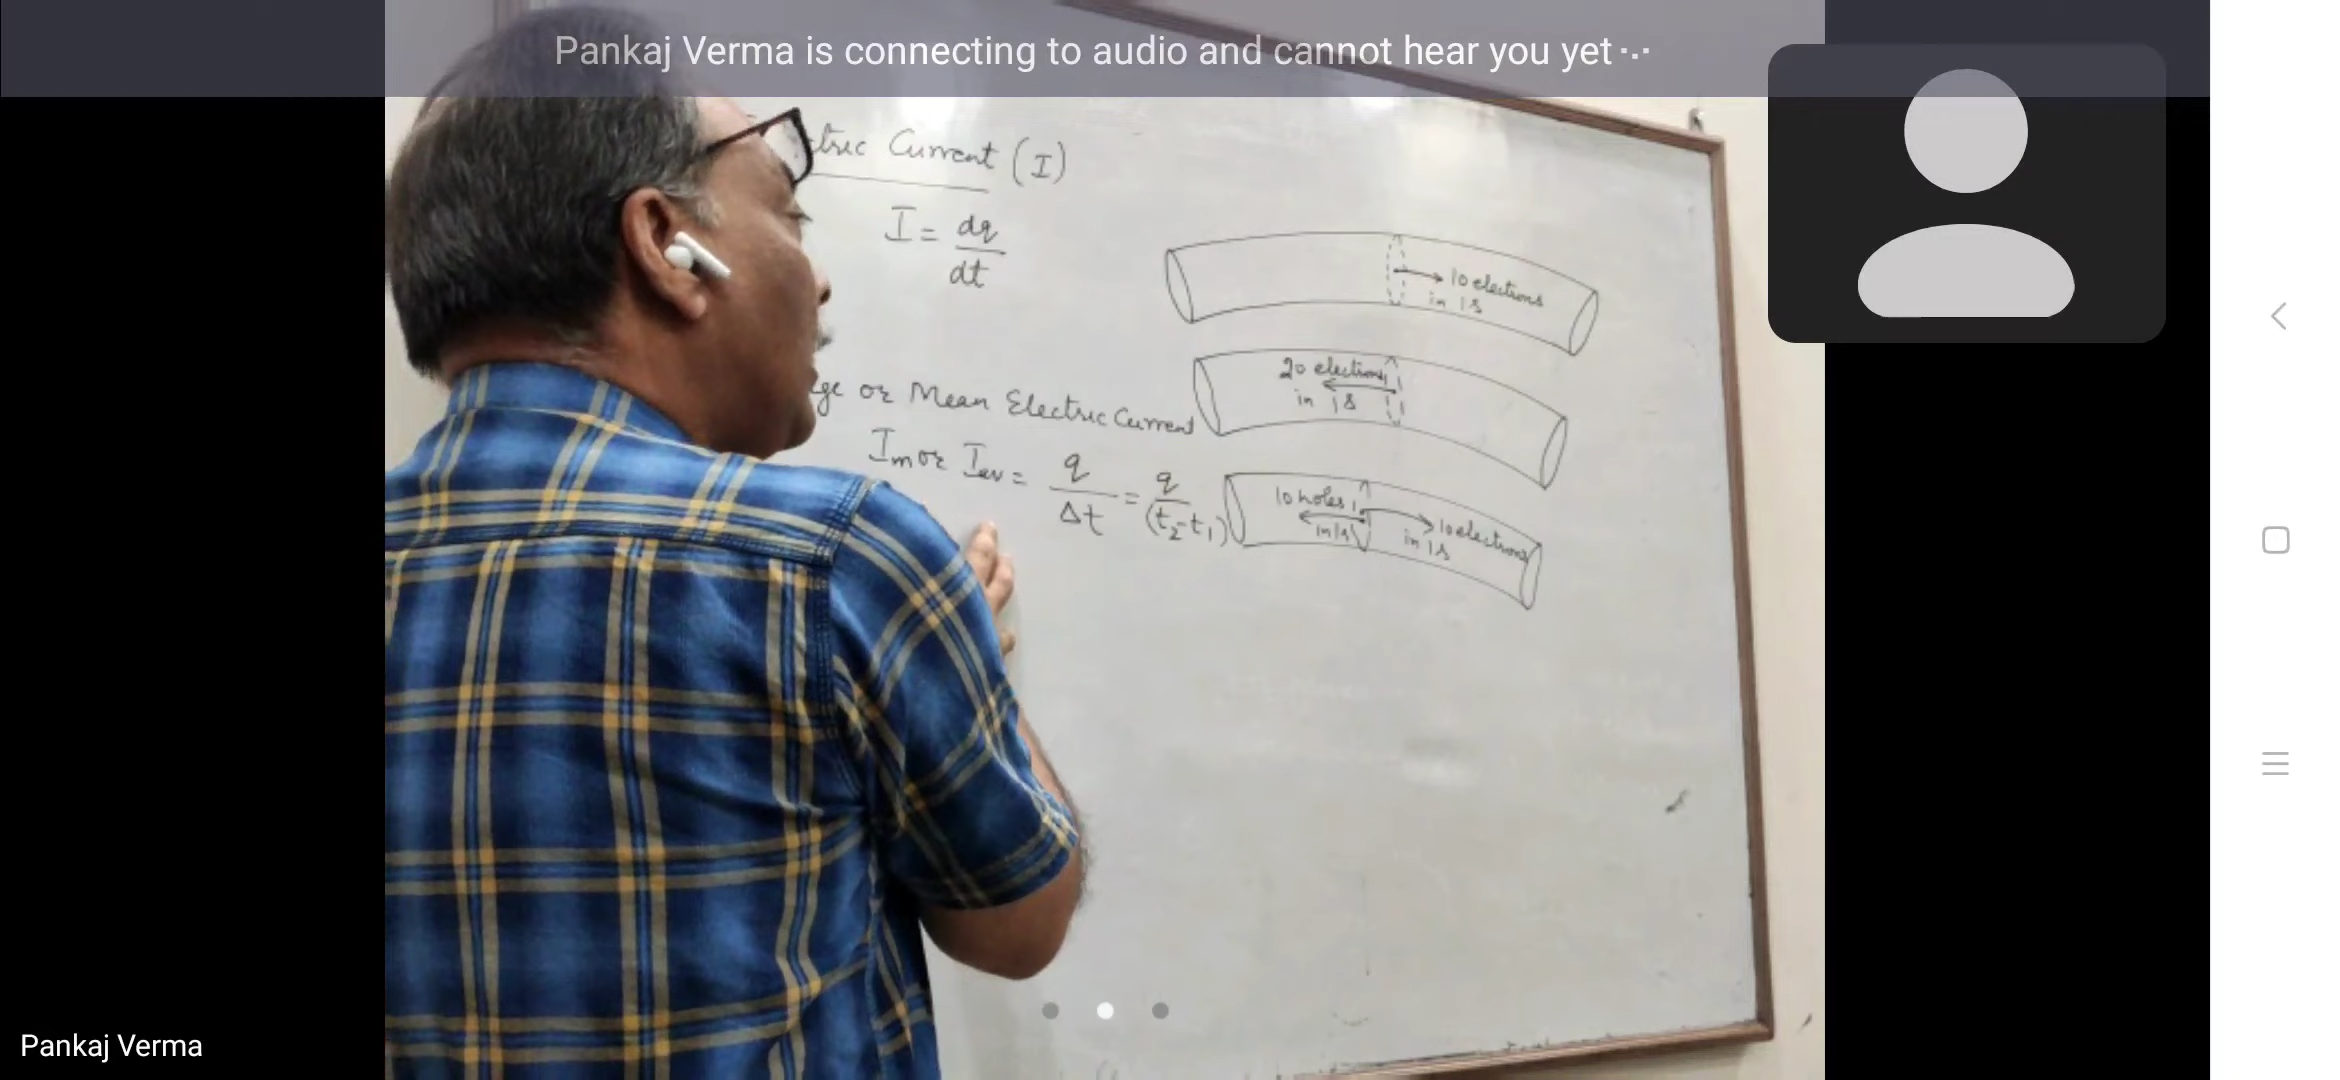 Pankaj Verma is connecting to audio and cannot hear you yet
ctric Current (I)
I = dq/dt
10 electrons
in 1s
20 electrons
in 1s
ge or Mean Electric Current
Im or Iav = q/Δt = q/(t2-t1)
10 holes
in 1s
10 electrons
in 1s
Pankaj Verma